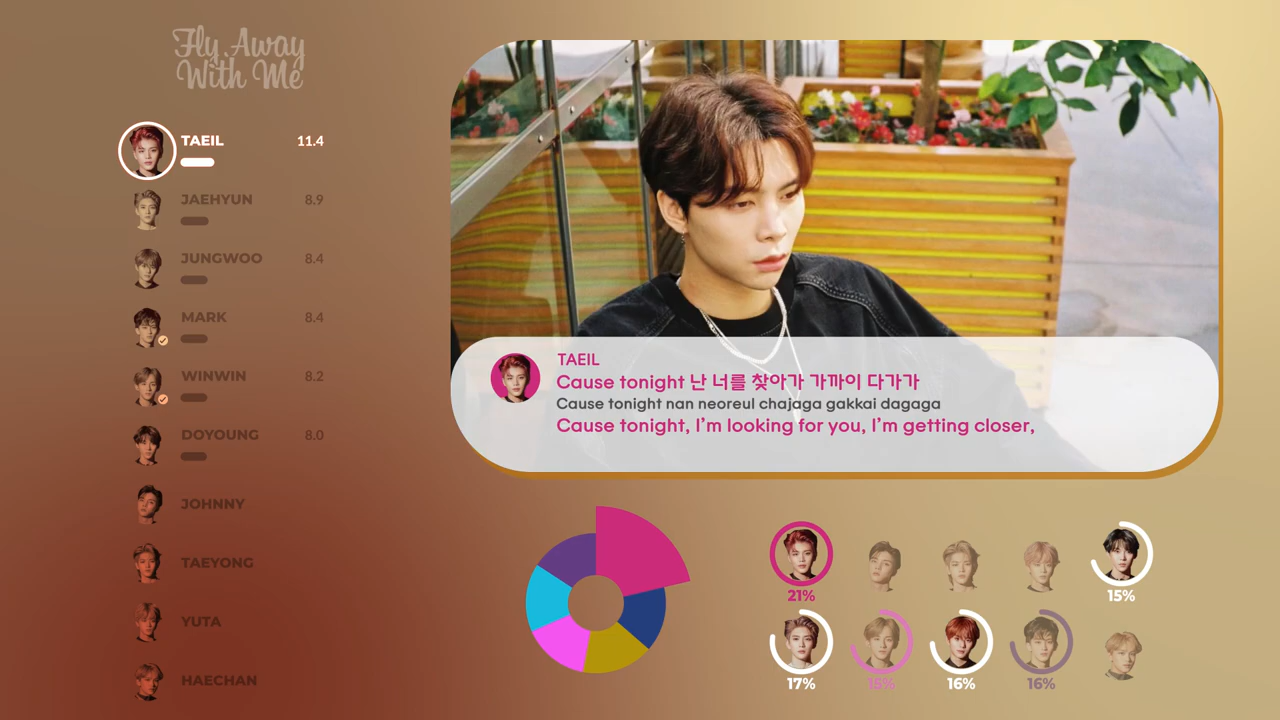 Fly Away
With Me
TAEIL 11.4
JAEHYUN 8.9
JUNGWOO 8.4
MARK 8.4
WINWIN 8.2
DOYOUNG 8.0
JOHNNY
TAEYONG
YUTA
HAECHAN
TAEIL
Cause tonight 난 너를 찾아가 가까이 다가가
Cause tonight nan neoreul chajaga gakkai dagaga
Cause tonight, I'm looking for you, I'm getting closer,
21% 15%
17% 15% 16% 16%